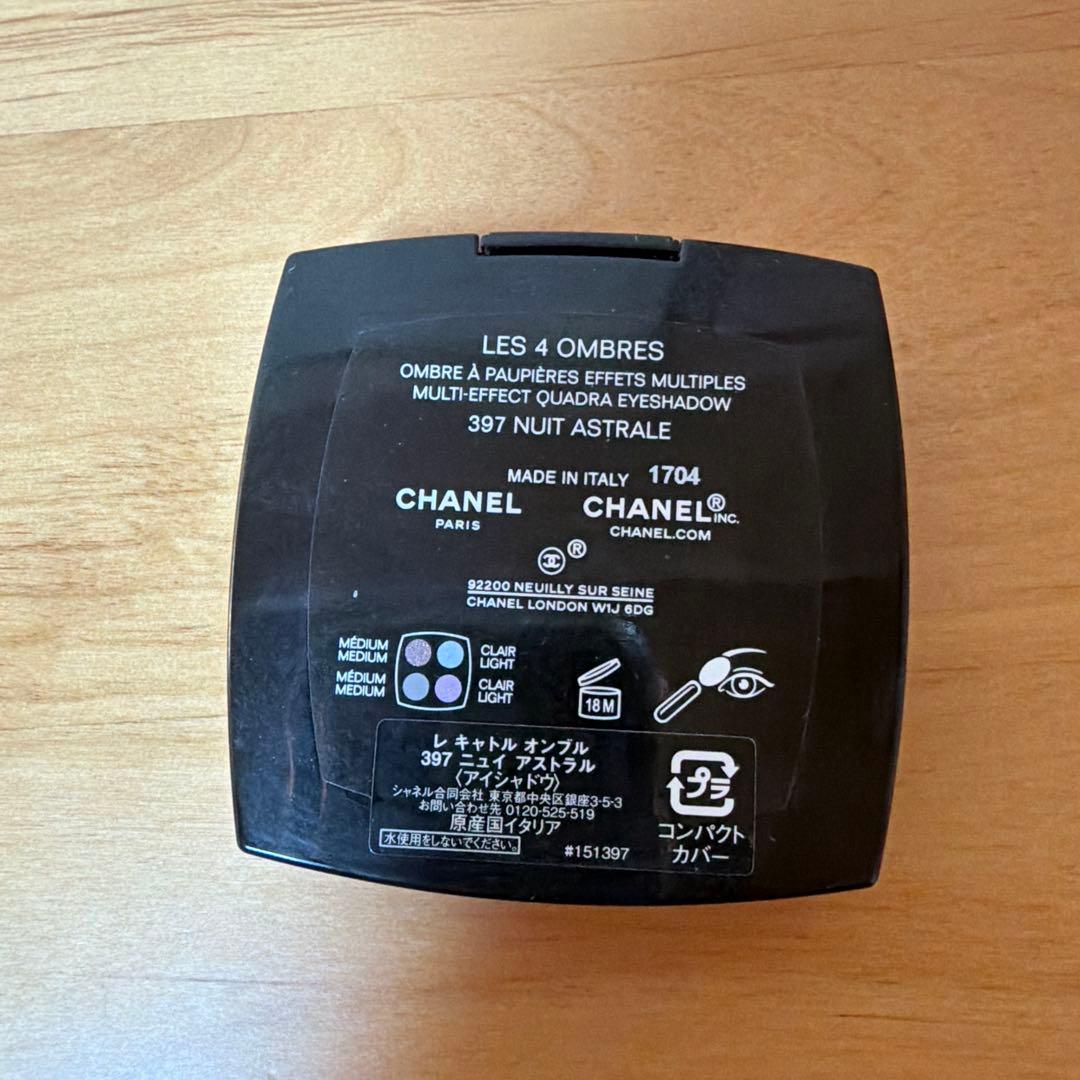 LES 4 OMBRES
OMBRE À PAUPIÈRES EFFETS MULTIPLES
MULTI-EFFECT QUADRA EYESHADOW
397 NUIT ASTRALE
MADE IN ITALY 1704
CHANEL
PARIS
CHANEL® INC.
CHANEL.COM
®
92200 NEUILLY SUR SEINE
CHANEL LONDON W1J 6DG
MÉDIUM
MEDIUM
CLAIR
LIGHT
MÉDIUM
MEDIUM
CLAIR
LIGHT
18 M
レ キャトル オンブル
397 ニュイ アストラル
〈アイシャドウ〉
シャネル合同会社 東京都中央区銀座3-5-3
お問い合わせ先 0120-525-519
原産国イタリア
水使用をしないでください。
#151397
プラ
コンパクト
カバー